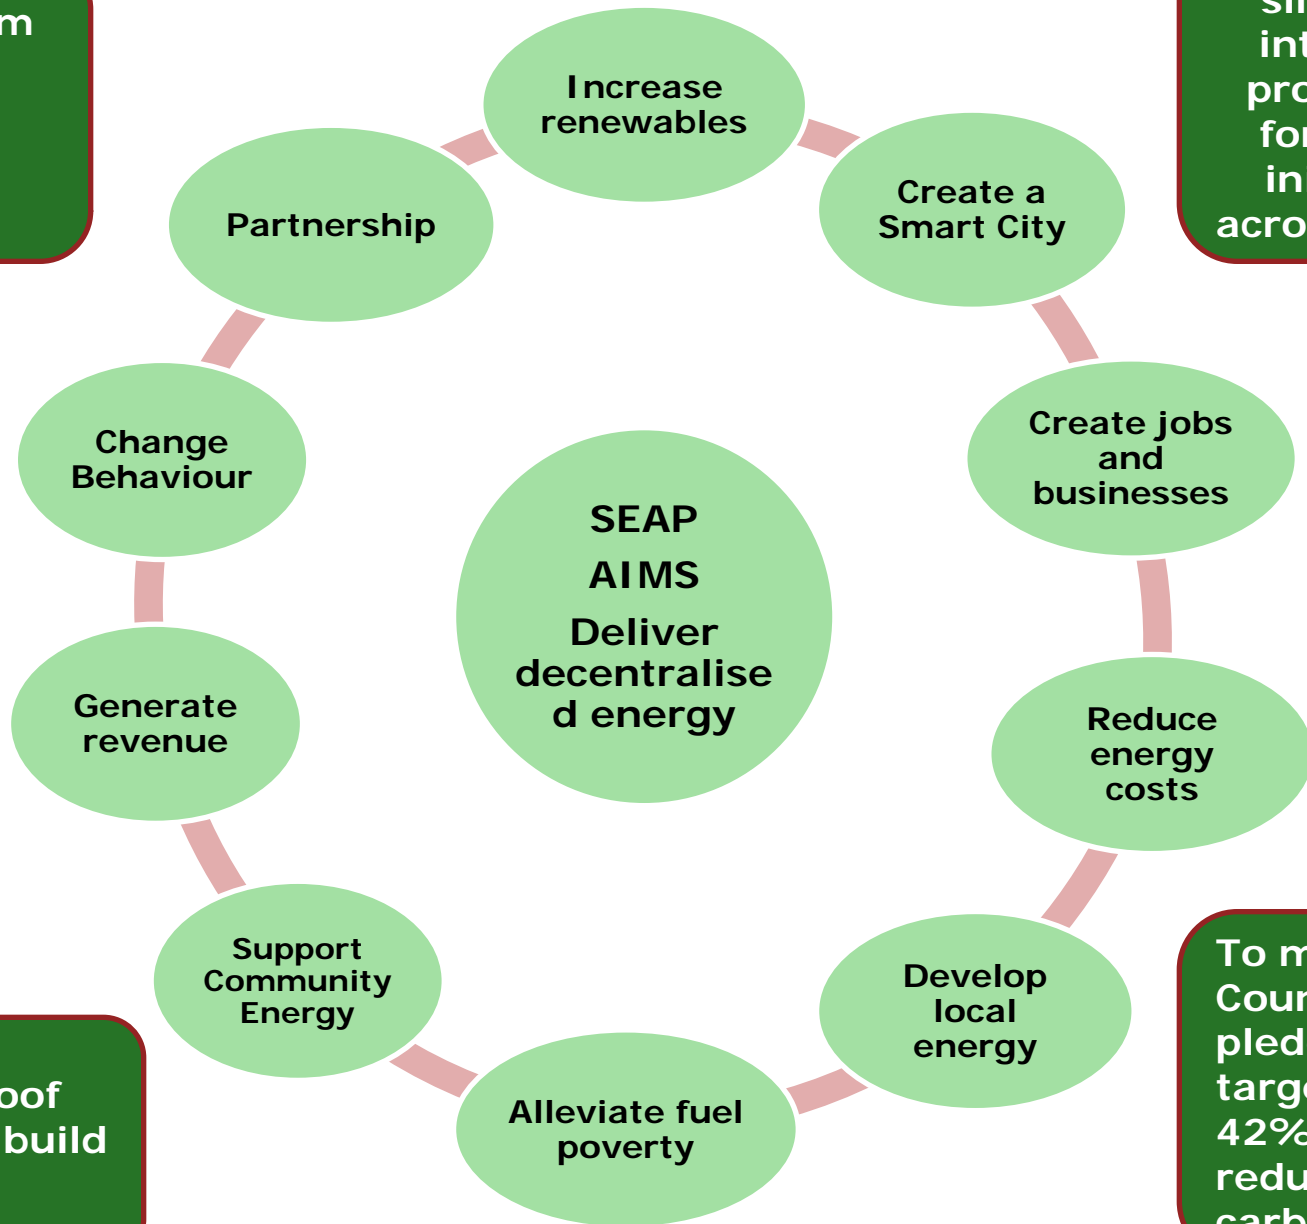 m
int
pro
for
in
acro
Increase
renewables
Create a
Smart City
Partnership
Create jobs
and
businesses
Change
Behaviour
SEAP
AIMS
Deliver
decentralise
d energy
Generate
revenue
Reduce
energy
costs
Support
Community
Energy
Develop
local
energy
Alleviate fuel
poverty
oof
build
To m
Coun
pled
targe
42%
redu